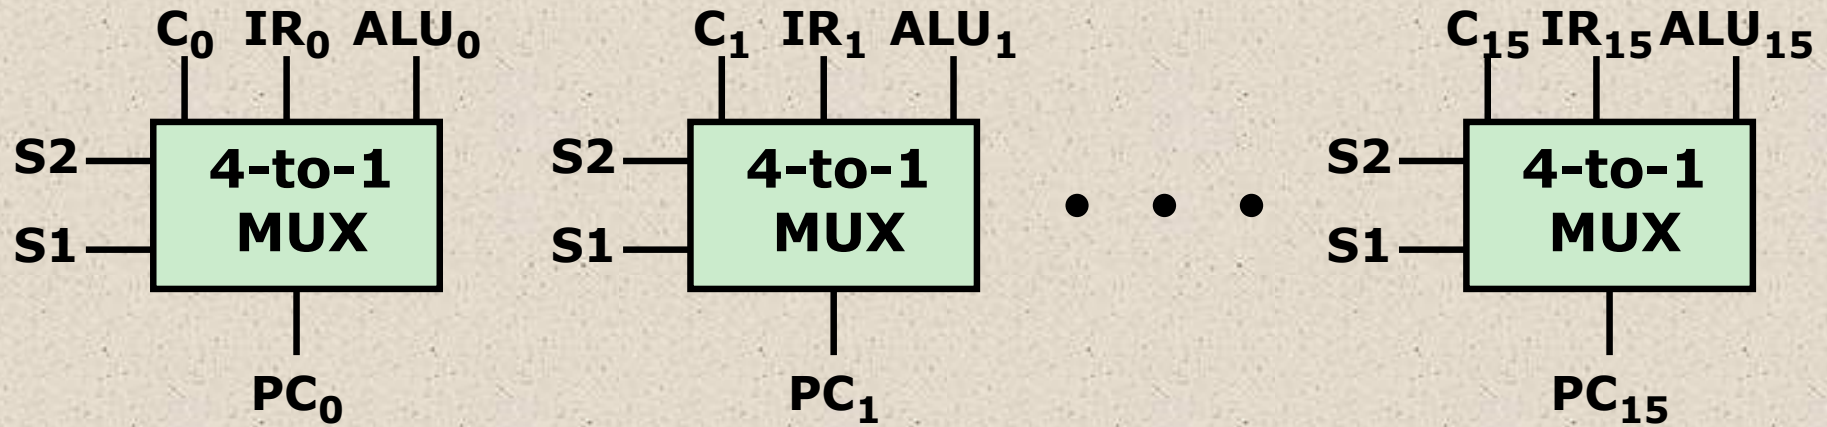 C₀ IR₀ ALU₀ C₁ IR₁ ALU₁ C₁₅ IR₁₅ ALU₁₅
S2 4-to-1 S2 4-to-1 S2 4-to-1
S1 MUX S1 MUX • • • S1 MUX
PC₀ PC₁ PC₁₅